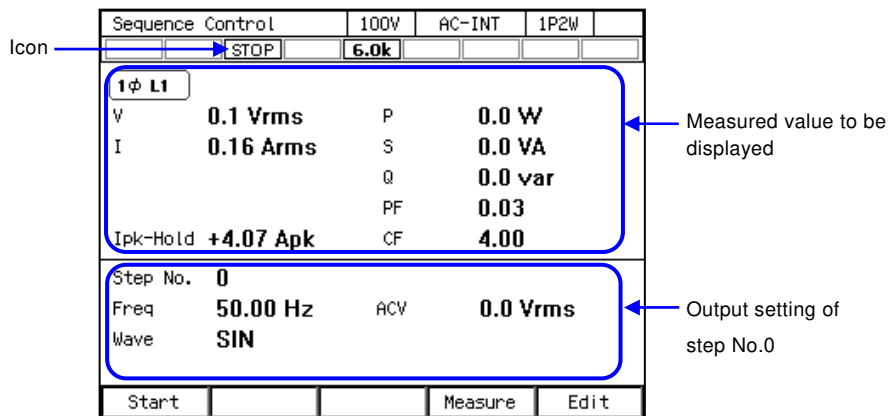 Sequence Control 100V AC-INT 1P2W
Icon STOP 6.0k
1φ L1
V 0.1 Vrms P 0.0 W
I 0.16 Arms S 0.0 VA
Q 0.0 var
PF 0.03
Ipk-Hold +4.07 Apk CF 4.00
Measured value to be
displayed
Step No. 0
Freq 50.00 Hz ACV 0.0 Vrms
Wave SIN
Output setting of
step No.0
Start Measure Edit